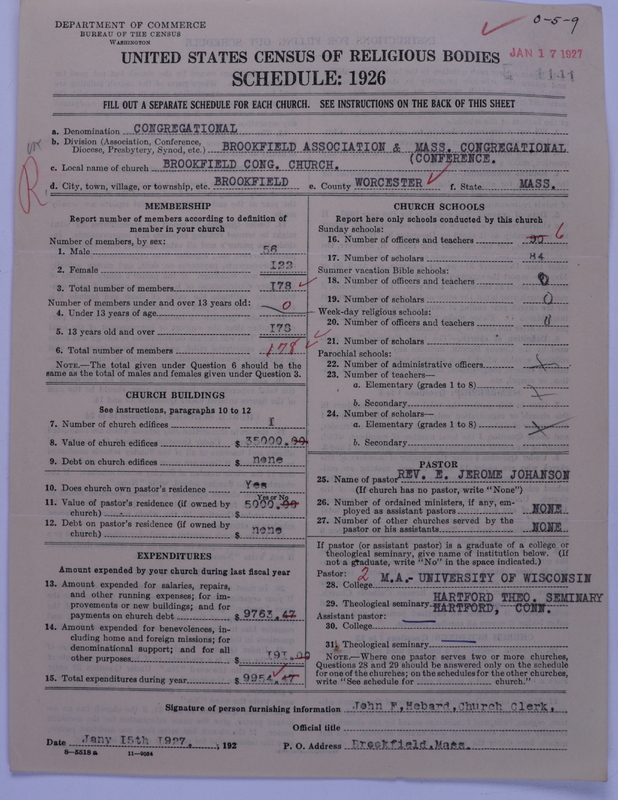 DEPARTMENT OF COMMERCE
BUREAU OF THE CENSUS
WASHINGTON
0-5-9
UNITED STATES CENSUS OF RELIGIOUS BODIES
JAN 17 1927
SCHEDULE: 1926
FILL OUT A SEPARATE SCHEDULE FOR EACH CHURCH. SEE INSTRUCTIONS ON THE BACK OF THIS SHEET
a. Denomination CONGREGATIONAL
b. Division (Association, Conference, Diocese, Presbytery, Synod, etc.) BROOKFIELD ASSOCIATION & MASS. CONGREGATIONAL (CONFERENCE.
c. Local name of church BROOKFIELD CONG. CHURCH.
d. City, town, village, or township, etc. BROOKFIELD e. County WORCESTER f. State MASS.
R
MEMBERSHIP
Report number of members according to definition of
member in your church
Number of members, by sex:
1. Male 56
2. Female 122
3. Total number of members 178
Number of members under and over 13 years old:
4. Under 13 years of age 0
5. 13 years old and over 178
6. Total number of members 178
NOTE.—The total given under Question 6 should be
same as the total of males and females given under Question 3.
CHURCH BUILDINGS
See instructions, paragraphs 10 to 12
7. Number of church edifices 1
8. Value of church edifices $ 35000.00
9. Debt on church edifices $ none
10. Does church own pastor's residence Yes
Yes or No
11. Value of pastor's residence (if owned by
church) $ 5000.00
12. Debt on pastor's residence (if owned by
church) $ none
EXPENDITURES
Amount expended by church during last fiscal year
13. Amount expended for salaries, repairs,
and other running expenses; for im-
provements or new buildings; and for
payments on church debt $ 9763.47
14. Amount expended for benevolences, in-
cluding home and foreign missions; for
denominational support; and for all
other purposes $ 191.00
15. Total expenditures during year $ 9954.47
CHURCH SCHOOLS
Report here only schools conducted by this church
Sunday schools:
16. Number of officers and teachers 6
17. Number of scholars 84
Summer vacation Bible schools:
18. Number of officers and teachers 0
19. Number of scholars 0
Week-day religious schools:
20. Number of officers and teachers
21. Number of scholars
Parochial schools:
22. Number of administrative officers
23. Number of teachers—
a. Elementary (grades 1 to 8)
b. Secondary
24. Number of scholars—
a. Elementary (grades 1 to 8)
b. Secondary
PASTOR
25. Name of pastor REV. E. JEROME JOHANSON
(If church has no pastor, write "None")
26. Number of ordained ministers, if any, em-
ployed as assistant pastors NONE
27. Number of other churches served by the
pastor or his assistants NONE
If pastor (or assistant pastor) is a graduate of a college or
theological seminary, give name of institution below. (If
not a graduate, write "No" in the space indicated.)
Pastor: 2
28. College M.A.- UNIVERSITY OF WISCONSIN
29. Theological seminary HARTFORD THEO. SEMINARY
HARTFORD, CONN.
Assistant pastor:
30. College
31. Theological seminary
NOTE.—Where one pastor serves two or more churches,
Questions 28 and 29 should be answered only on the schedule
for one of the churches; on the schedules for the other churches,
write "See schedule for church."
Signature of person furnishing information John F, Hebard, Church Clerk,
Official title
Date Jany 15th 1927. , 192 P. O. Address Brookfield, Mass.
8—5518 a 11—9034